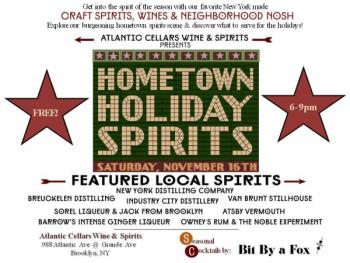 Get into the spirit of the season with our favorite New York made
CRAFT SPIRITS, WINES & NEIGHBORHOOD NOSH
Explore our burgeoning hometown spirits scene & discover what to serve for the holidays!
ATLANTIC CELLARS WINE & SPIRITS
PRESENTS
FREE!
HOMETOWN
HOLIDAY
SPIRITS
SATURDAY, NOVEMBER 16TH
6-9pm
FEATURED LOCAL SPIRITS
NEW YORK DISTILLING COMPANY
BREUCKELEN DISTILLING INDUSTRY CITY DISTILLERY VAN BRUNT STILLHOUSE
SOREL LIQUEUR & JACK FROM BROOKLYN ATSBY VERMOUTH
BARROW'S INTENSE GINGER LIQUEUR OWNEY'S RUM & THE NOBLE EXPERIMENT
Atlantic Cellars Wine & Spirits
988 Atlantic Ave @ Grande Ave
Brooklyn, NY
Seasonal
Cocktails by: Bit By a Fox